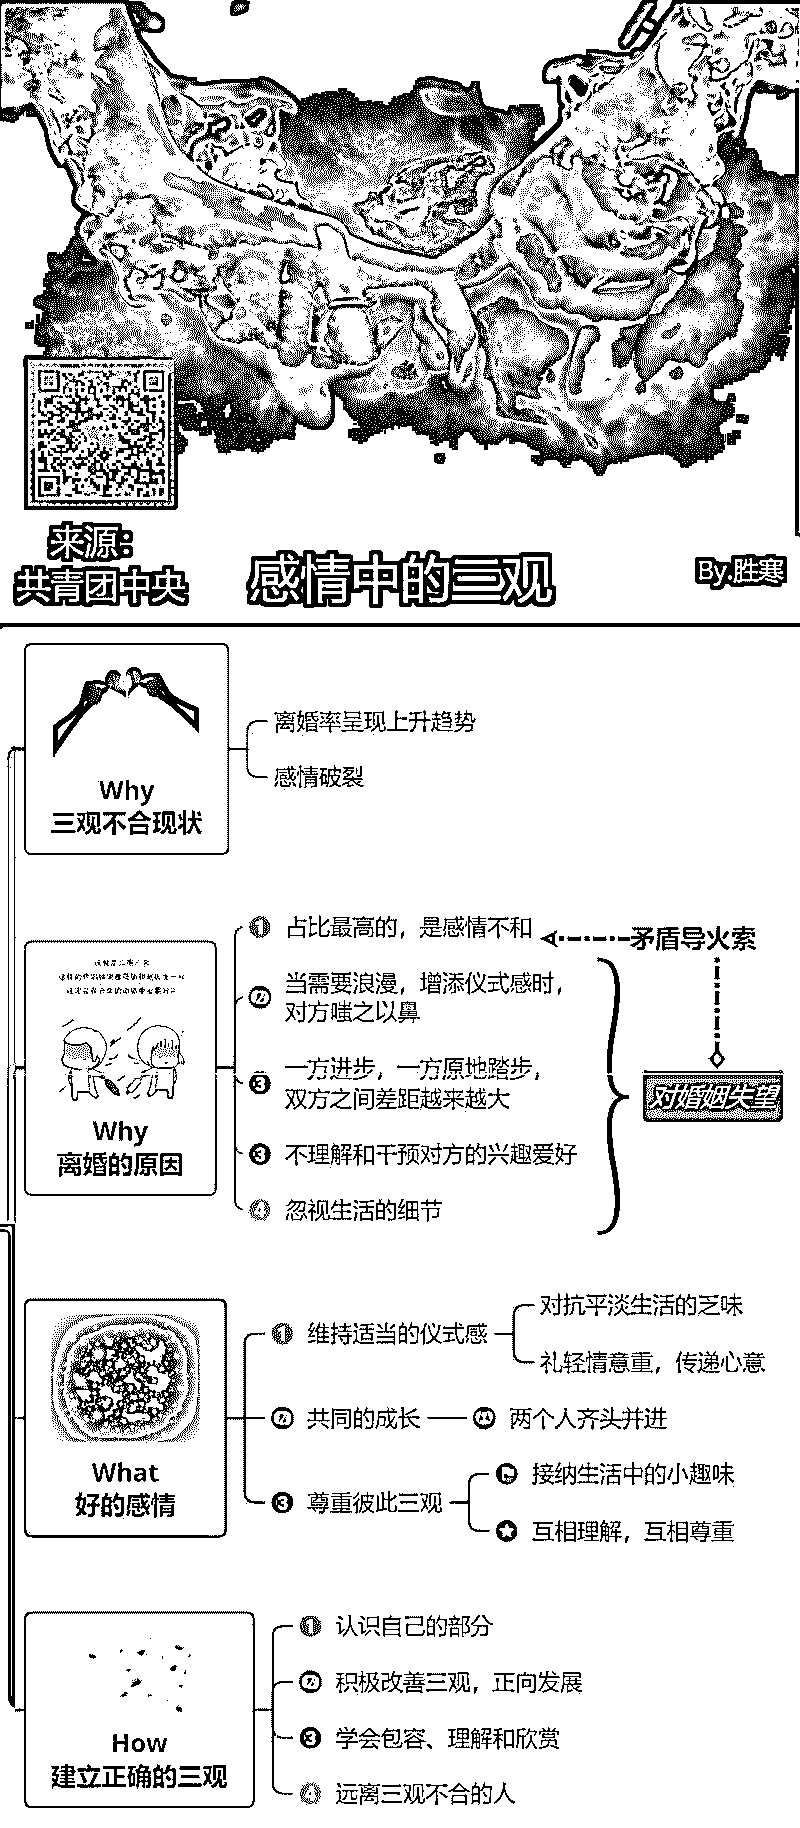 来源：
共青团中央
感情中的三观
By.胜寒
Why
三观不合现状
离婚率呈现上升趋势
感情破裂
Why
离婚的原因
1 占比最高的，是感情不和
矛盾导火索
2 当需要浪漫，增添仪式感时，
对方嗤之以鼻
3 一方进步，一方原地踏步，
双方之间差距越来越大
对婚姻失望
3 不理解和干预对方的兴趣爱好
4 忽视生活的细节
What
好的感情
1 维持适当的仪式感
对抗平淡生活的乏味
礼轻情意重，传递心意
2 共同的成长
两个人齐头并进
3 尊重彼此三观
接纳生活中的小趣味
互相理解，互相尊重
How
建立正确的三观
1 认识自己的部分
2 积极改善三观，正向发展
3 学会包容、理解和欣赏
4 远离三观不合的人